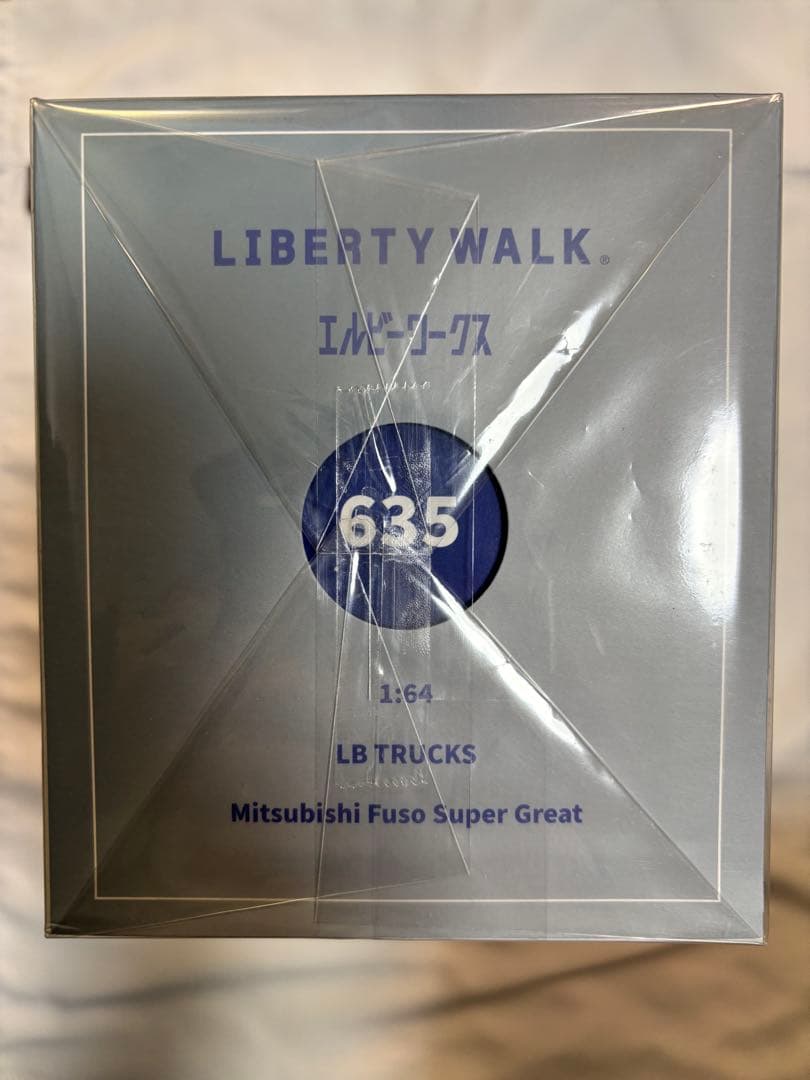 LIBERTY WALK®
エルビーワークス
635
1:64
LB TRUCKS
Mitsubishi Fuso Super Great